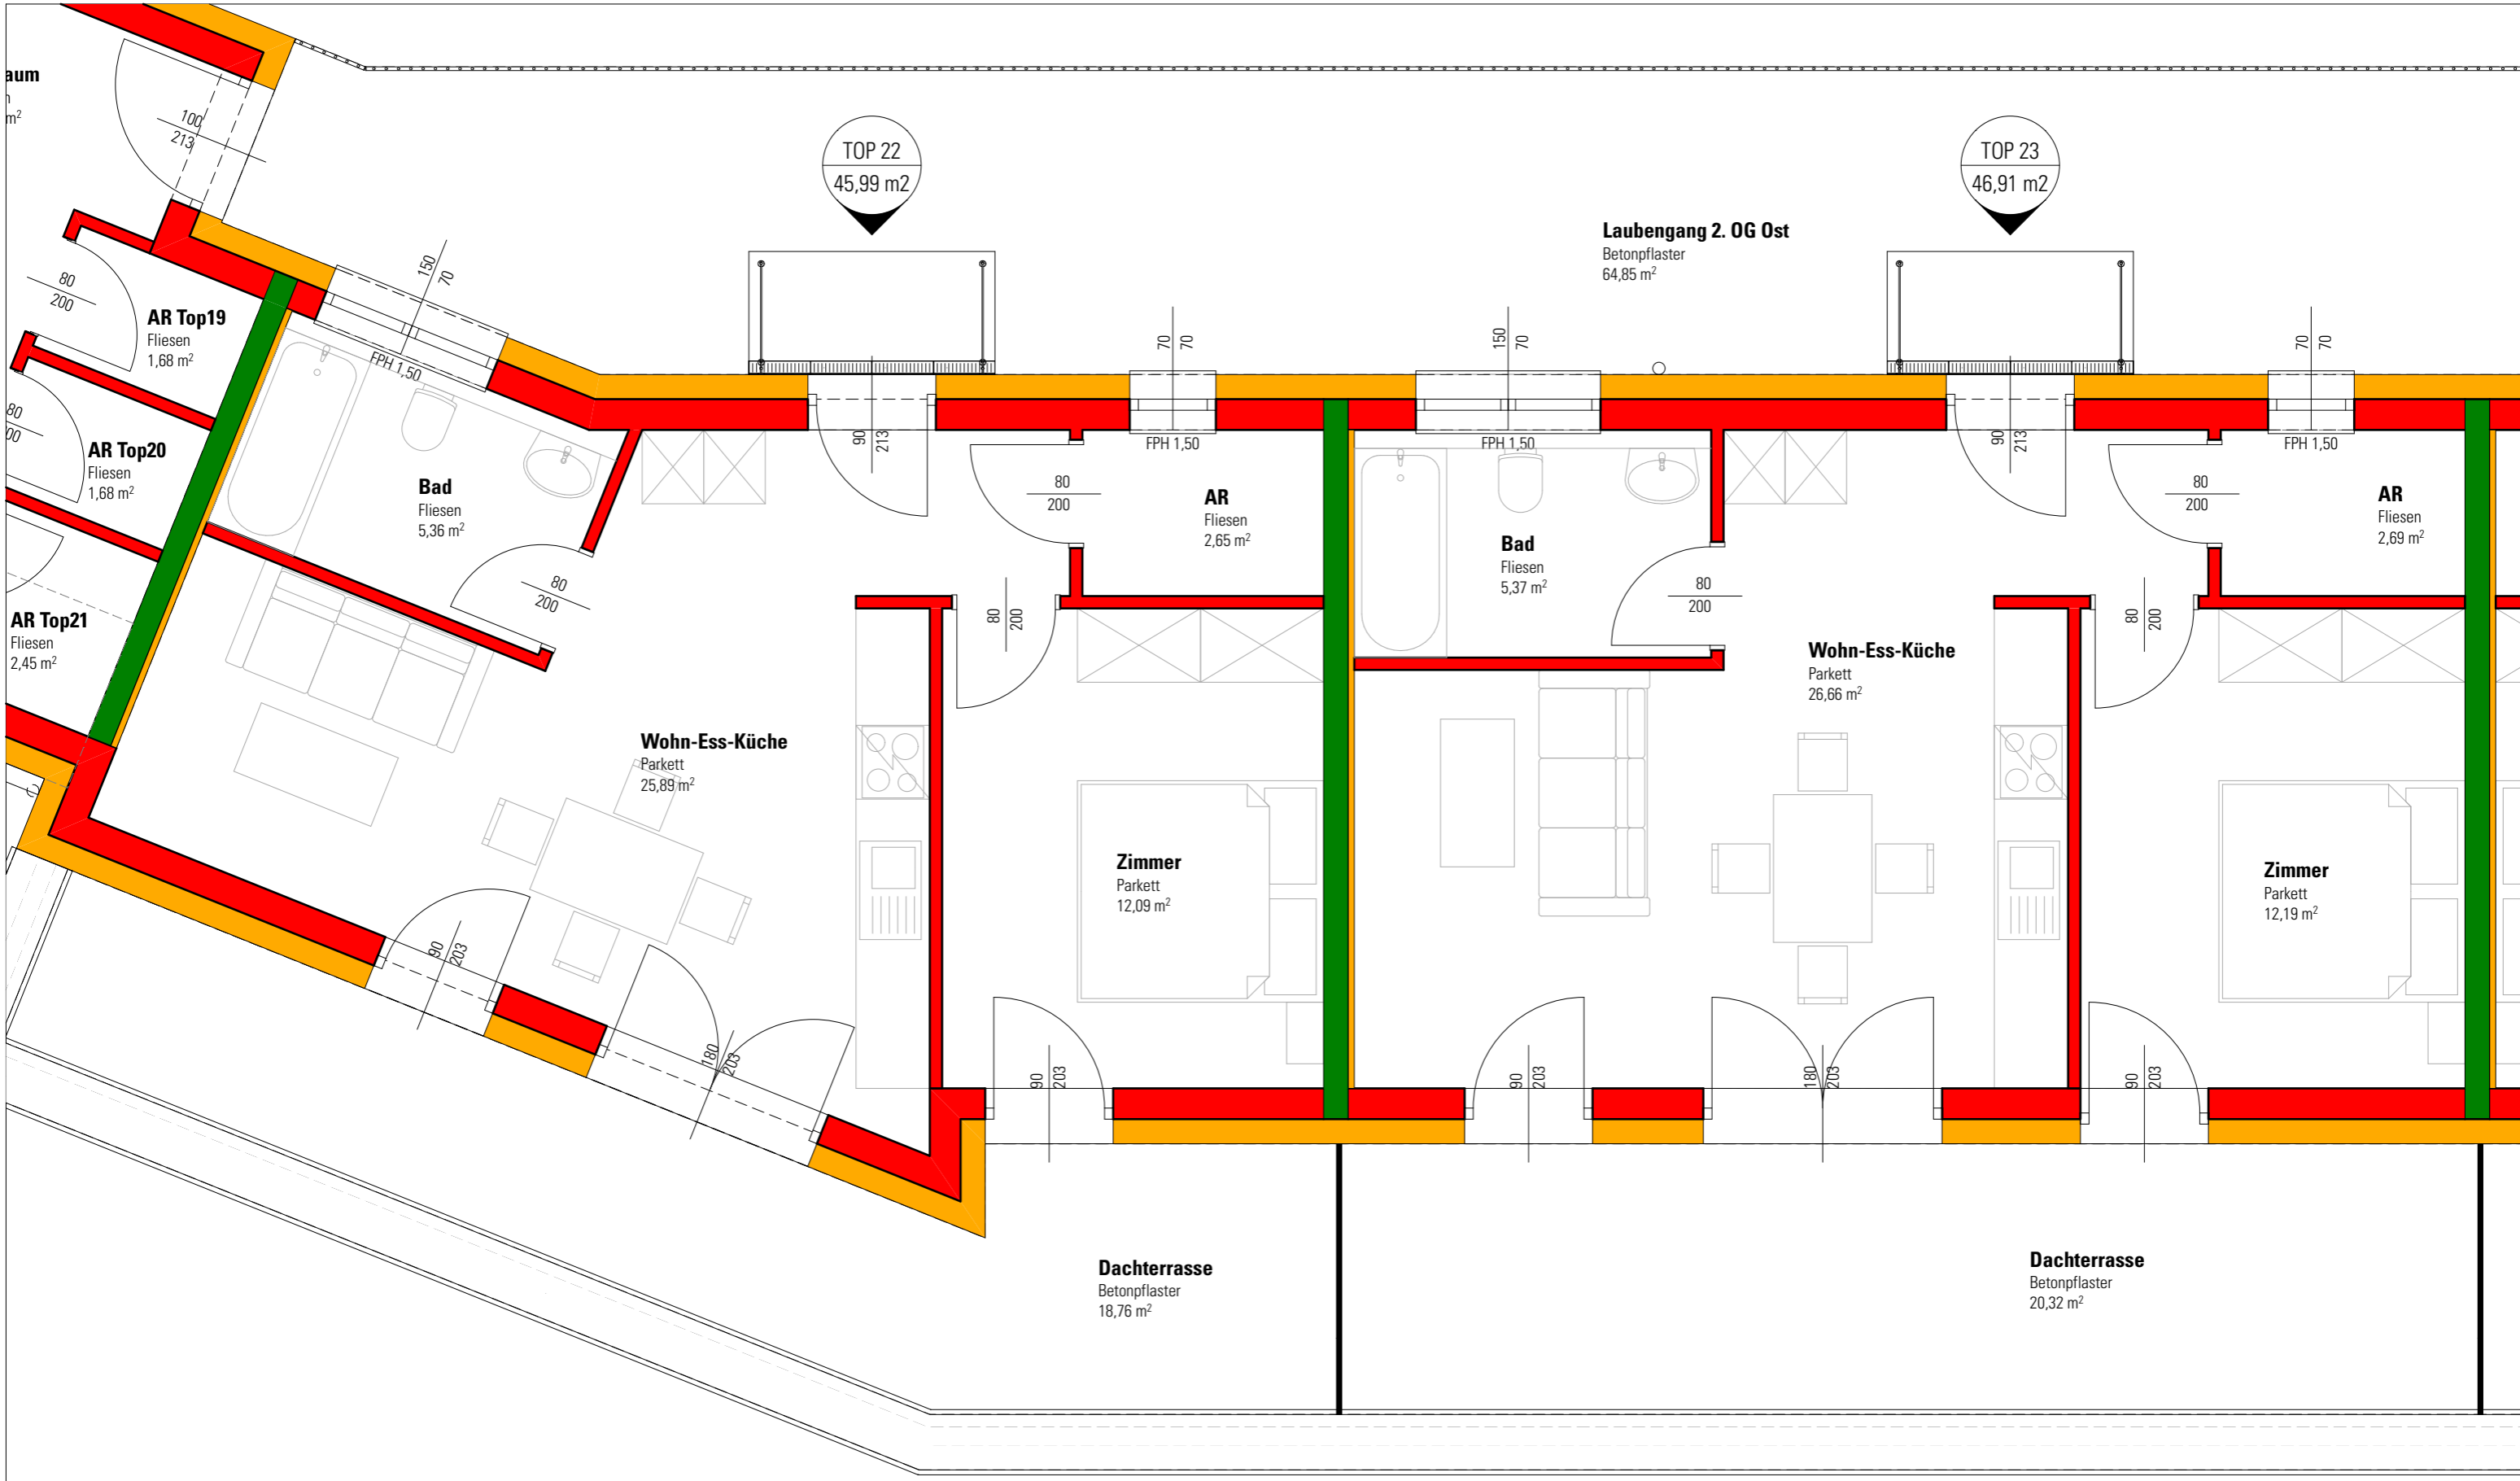 aum
m²
100
213
TOP 22
45,99 m2
TOP 23
46,91 m2
Laubengang 2. OG Ost
Betonpflaster
64,85 m²
80
200
150
70
AR Top19
Fliesen
1,68 m²
FPH 1,50
70
70
FPH 1,50
150
70
FPH 1,50
70
70
FPH 1,50
90
213
90
213
80
00
AR Top20
Fliesen
1,68 m²
Bad
Fliesen
5,36 m²
80
200
80
200
AR
Fliesen
2,65 m²
Bad
Fliesen
5,37 m²
80
200
80
200
AR
Fliesen
2,69 m²
AR Top21
Fliesen
2,45 m²
80
200
80
200
Wohn-Ess-Küche
Parkett
25,89 m²
Wohn-Ess-Küche
Parkett
26,66 m²
Zimmer
Parkett
12,09 m²
Zimmer
Parkett
12,19 m²
90
203
180
203
90
203
90
203
180
203
90
203
Dachterrasse
Betonpflaster
18,76 m²
Dachterrasse
Betonpflaster
20,32 m²